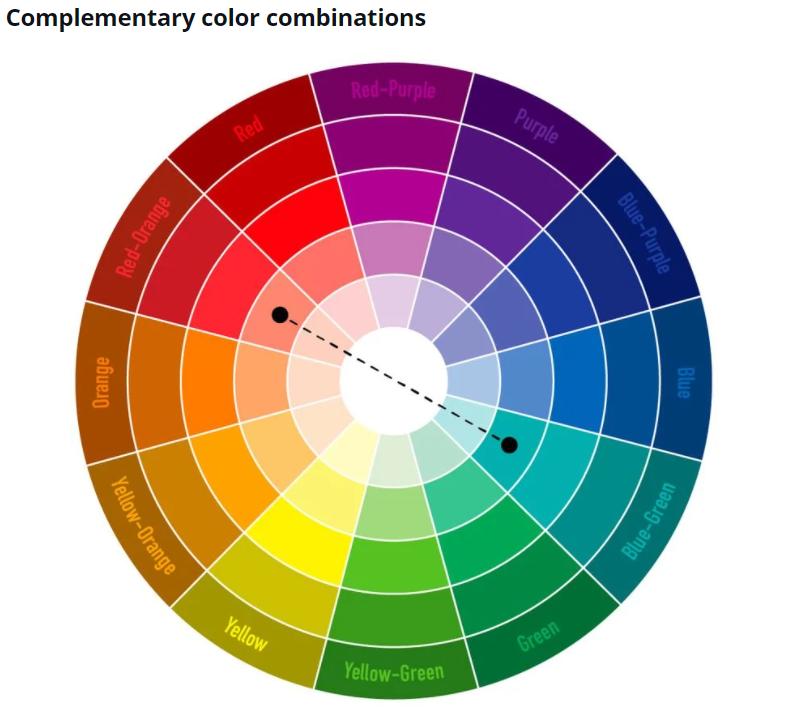 Complementary color combinations
Red-Purple
Purple
Blue-Purple
Blue
Blue-Green
Green
Yellow-Green
Yellow
Yellow-Orange
Orange
Red-Orange
Red